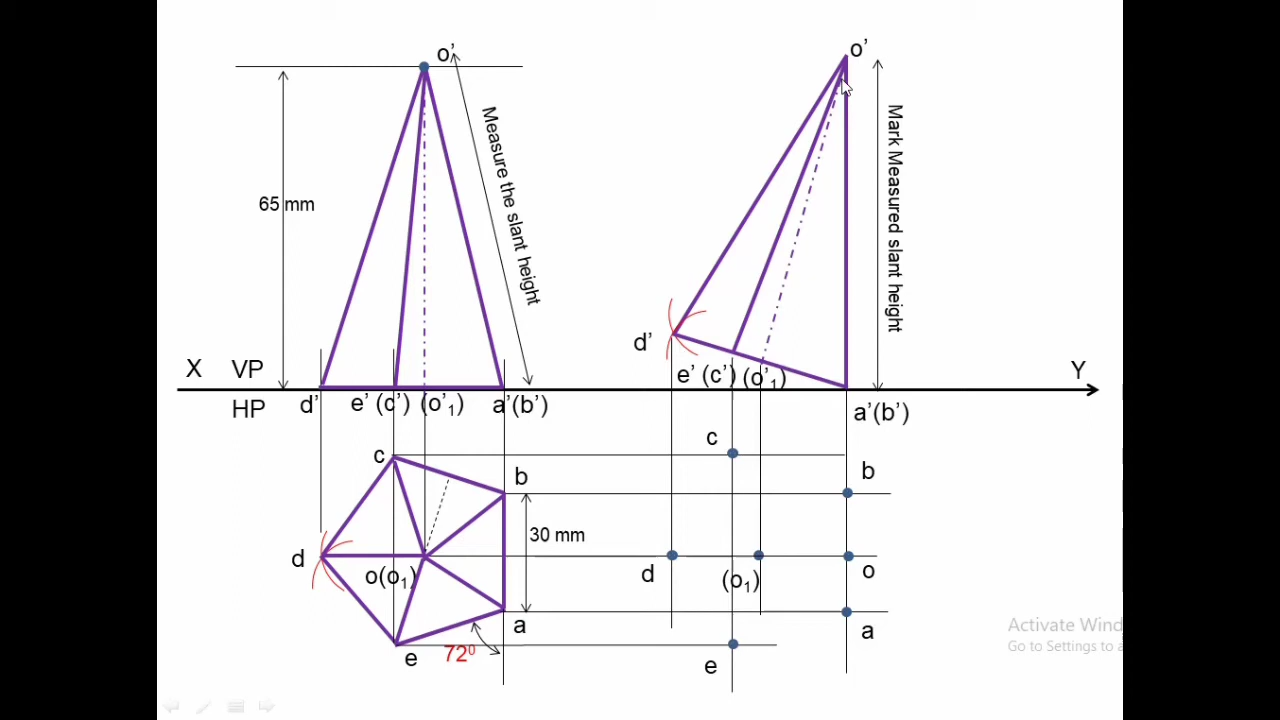 o’
o’
Measure the slant height
Mark Measured slant height
65 mm
d’
X
VP
e’ (c’)
(o’₁)
Y
HP
d’
e’ (c’)
(o’₁)
a’(b’)
a’(b’)
c
c
b
b
30 mm
d
o(o₁)
d
(o₁)
o
a
a
72⁰
e
e
Activate Wind
Go to Settings to a